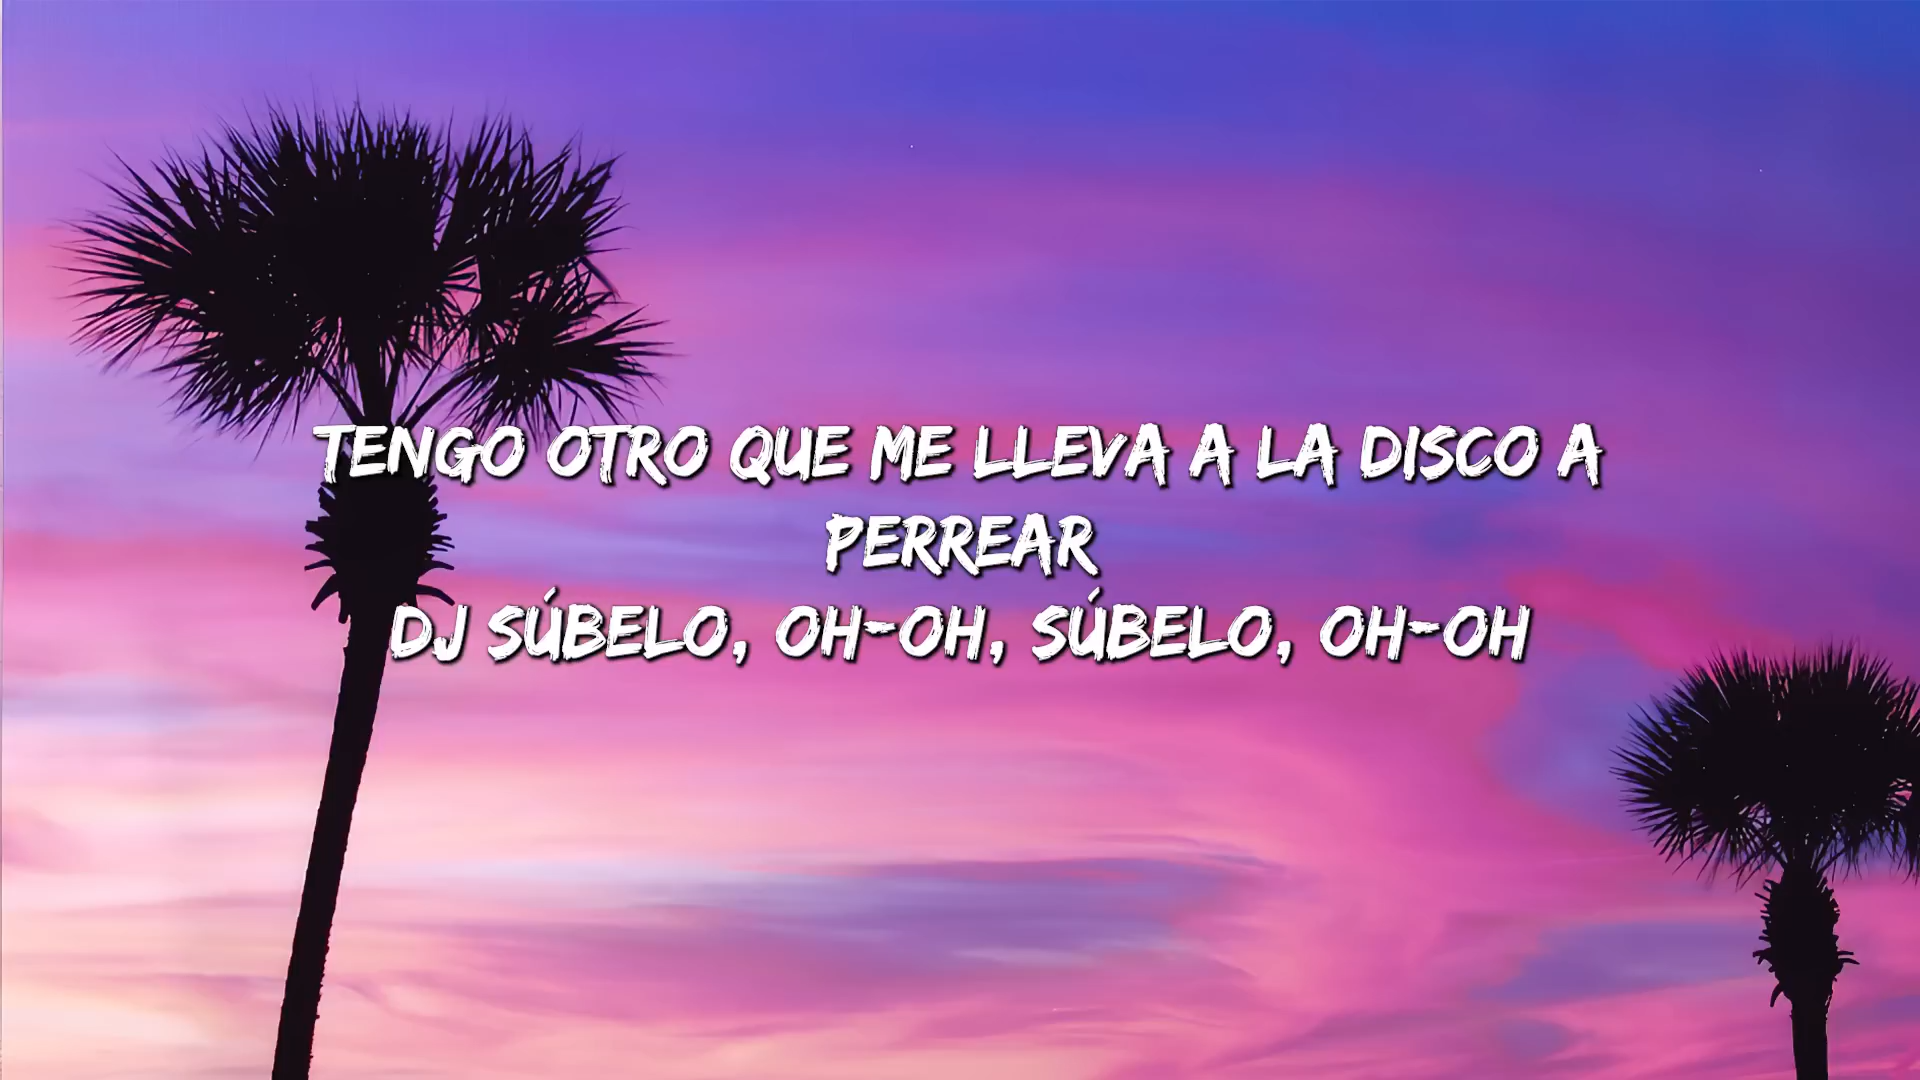 TENGO OTRO QUE ME LLEVA A LA DISCO A
PERREAR
DJ SÚBELO, OH-OH, SÚBELO, OH-OH